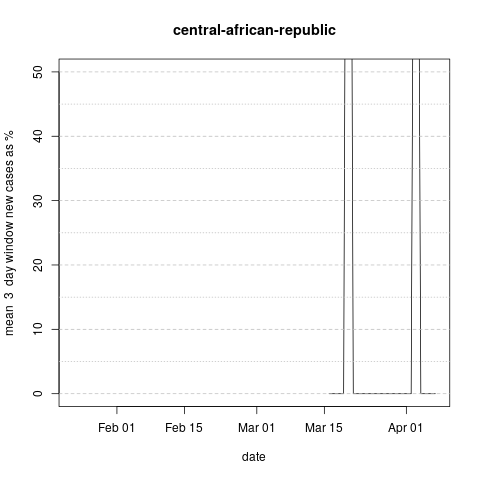 central-african-republic
mean 3 day window new cases as %
50
40
30
20
10
0
Feb 01 Feb 15 Mar 01 Mar 15 Apr 01
date